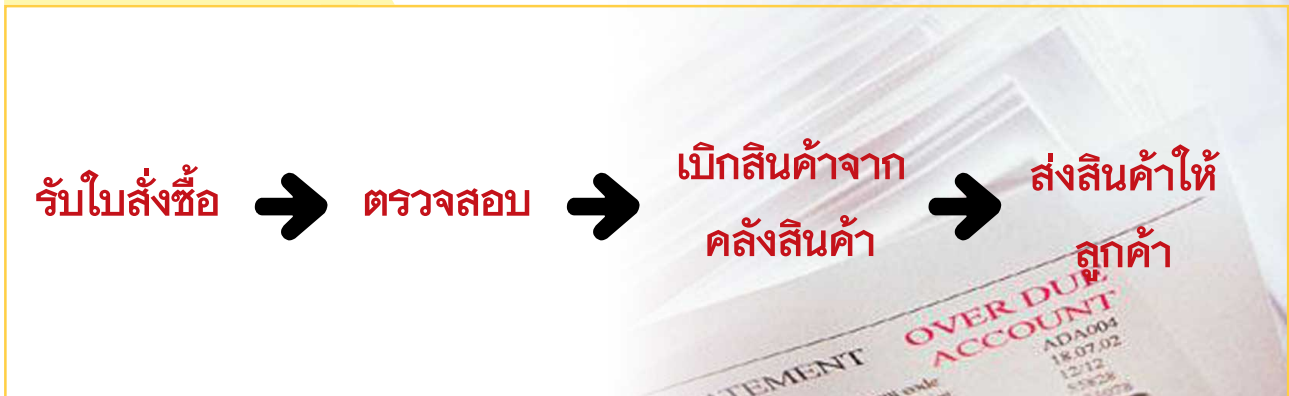 รับใบสั่งซื้อ
ตรวจสอบ
เบิกสินค้าจาก
คลังสินค้า
ส่งสินค้าให้
ลูกค้า
OVER DUE
ACCOUNT
TEMENT
ADA004
18.07.02
12/12